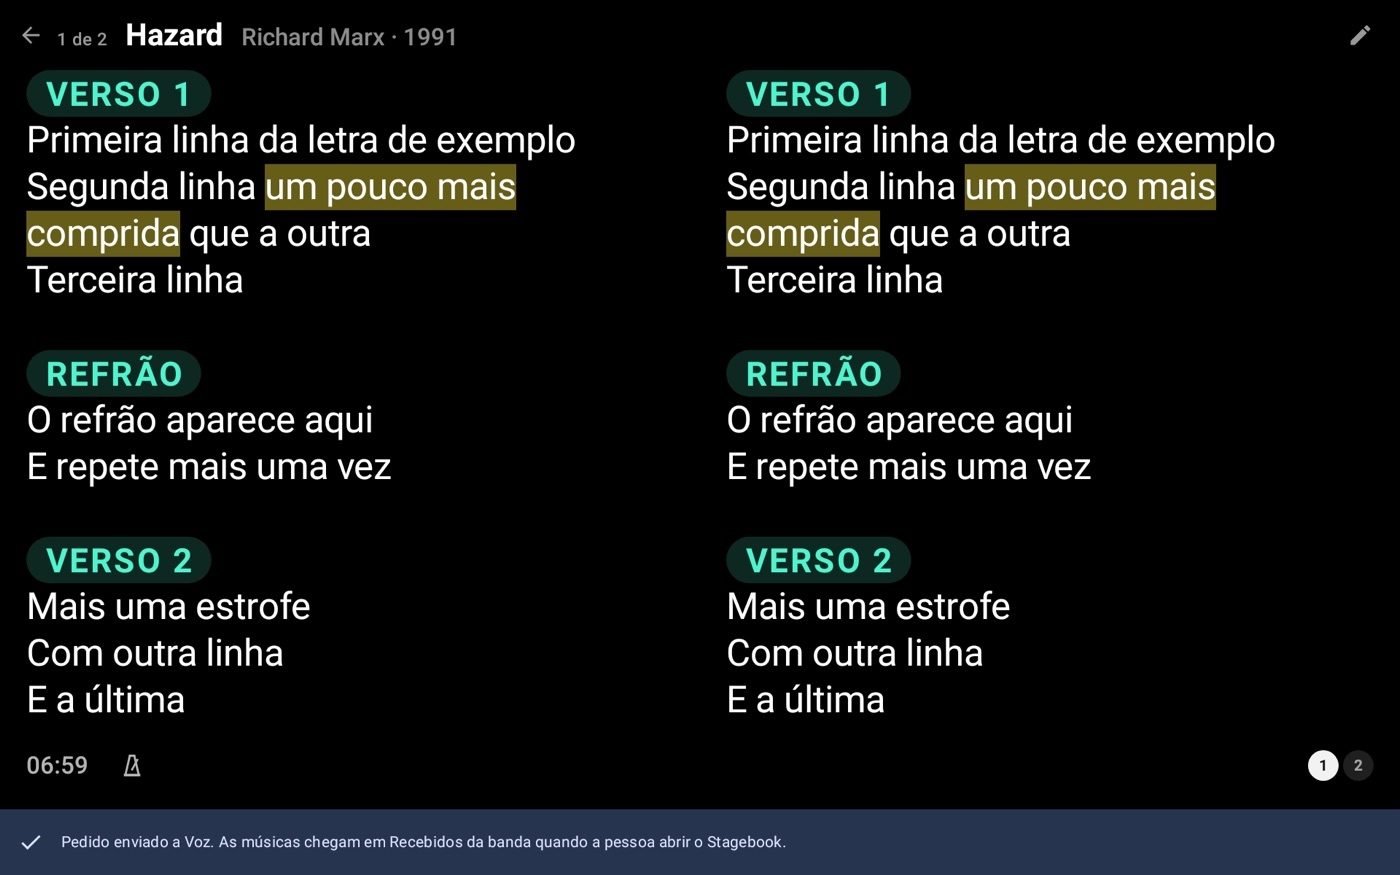 1 de 2 Hazard Richard Marx · 1991
VERSO 1
Primeira linha da letra de exemplo
Segunda linha um pouco mais
comprida que a outra
Terceira linha
REFRÃO
O refrão aparece aqui
E repete mais uma vez
VERSO 2
Mais uma estrofe
Com outra linha
E a última
VERSO 1
Primeira linha da letra de exemplo
Segunda linha um pouco mais
comprida que a outra
Terceira linha
REFRÃO
O refrão aparece aqui
E repete mais uma vez
VERSO 2
Mais uma estrofe
Com outra linha
E a última
06:59
1 2
Pedido enviado a Voz. As músicas chegam em Recebidos da banda quando a pessoa abrir o Stagebook.